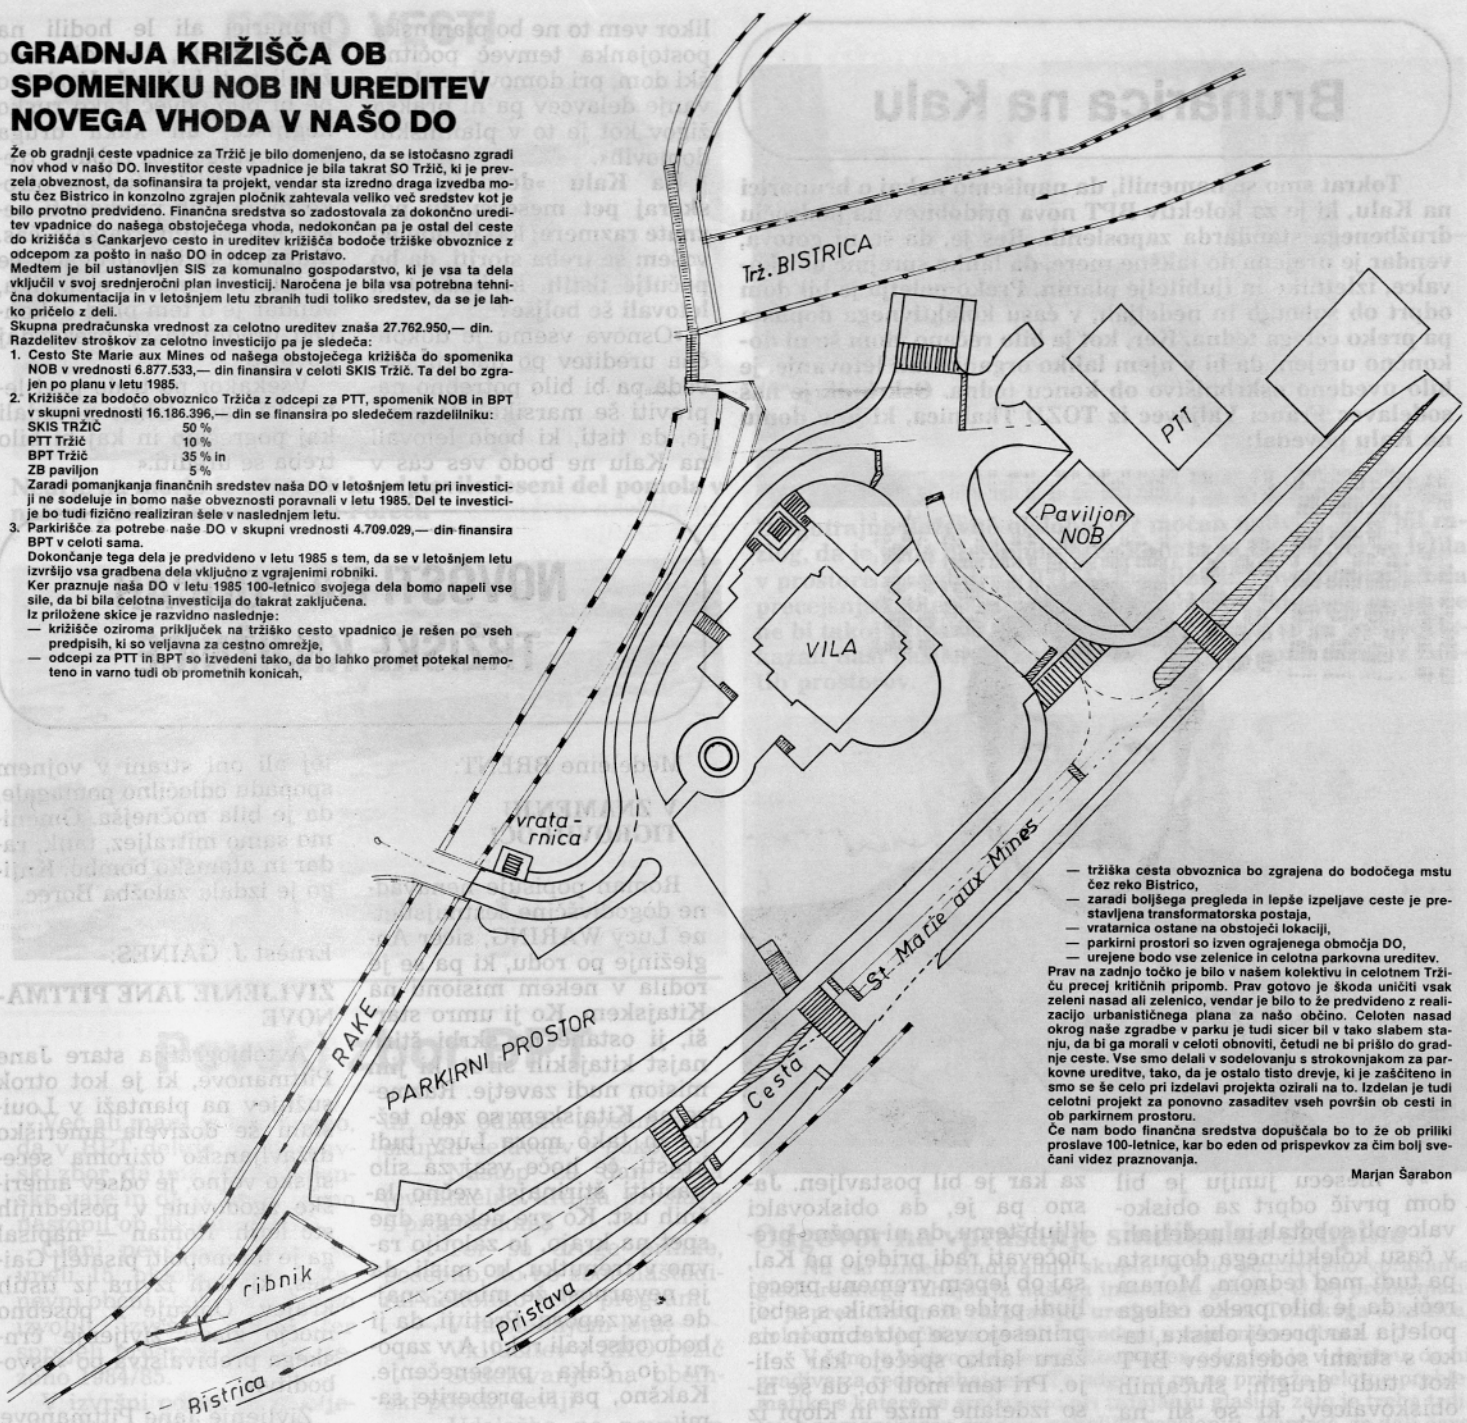 GRADNJA KRIŽIŠČA OB
SPOMENIKU NOB IN UREDITEV
NOVEGA VHODA V NAŠO DO
Že ob gradnji ceste vpadnice za Tržič je bilo domenjeno, da se istočasno zgradi
nov vhod v našo DO. Investitor ceste vpadnice je bila takrat SO Tržič, ki je prev-
zela obveznost, da sofinansira ta projekt, vendar sta izredno draga izvedba mo-
stu čez Bistrico in konzolno zgrajen pločnik zahtevala veliko več sredstev kot je
bilo prvotno predvideno. Finančna sredstva so zadostovala za dokončno uredi-
tev vpadnice do našega obstoječega vhoda, nedokončan pa je ostal del ceste
do križišča s Cankarjevo cesto in ureditev križišča bodoče tržiške obvoznice z
odcepom za pošto in našo DO in odcep za Pristavo.
Medtem je bil ustanovljen SIS za komunalno gospodarstvo, ki je vsa ta dela
vključil v svoj srednjeročni plan investicij. Naročena je bila vsa potrebna tehni-
čna dokumentacija in v letošnjem letu zbranih tudi toliko sredstev, da se je lah-
ko pričelo z deli.
Skupna predračunska vrednost za celotno ureditev znaša 27.762.950,— din.
Razdelitev stroškov za celotno investicijo pa je sledeča:
1. Cesto Ste Marie aux Mines od našega obstoječega križišča do spomenika
NOB v vrednosti 6.877.533,— din finansira v celoti SKIS Tržič. Ta del bo zgra-
jen po planu v letu 1985.
2. Križišče za bodočo obvoznico Tržiča z odcepi za PTT, spomenik NOB in BPT
v skupni vrednosti 16.186.396,— din se finansira po sledečem razdelilniku:
SKIS TRŽIČ 50 %
PTT Tržič 10 %
BPT Tržič 35 % in
ZB paviljon 5 %
Zaradi pomanjkanja finančnih sredstev naša DO v letošnjem letu pri investici-
ji ne sodeluje in bomo naše obveznosti poravnali v letu 1985. Del te investici-
je bo tudi fizično realiziran šele v naslednjem letu.
3. Parkirišče za potrebe naše DO v skupni vrednosti 4.709.029,— din finansira
BPT v celoti sama.
Dokončanje tega dela je predvideno v letu 1985 s tem, da se v letošnjem letu
izvršijo vsa gradbena dela vključno z vgrajenimi robniki.
Ker praznuje naša DO v letu 1985 100-letnico svojega dela bomo napeli vse
sile, da bi bila celotna investicija do takrat zaključena.
Iz priložene skice je razvidno naslednje:
— križišče oziroma priključek na tržiško cesto vpadnico je rešen po vseh
predpisih, ki so veljavna za cestno omrežje,
— odcepi za PTT in BPT so izvedeni tako, da bo lahko promet potekal nemo-
teno in varno tudi ob prometnih konicah,
Trž. BISTRICA
PTT
Paviljon
NOB
VILA
vrata-
rnica
RAKE
PARKIRNI PROSTOR
Cesta St Marie aux Mines
ribnik
Pristava
Bistrica
— tržiška cesta obvoznica bo zgrajena do bodočega mstu
čez reko Bistrico,
— zaradi boljšega pregleda in lepše izpeljave ceste je pre-
stavljena transformatorska postaja,
— vratarnica ostane na obstoječi lokaciji,
— parkirni prostori so izven ograjenega območja DO,
— urejene bodo vse zelenice in celotna parkovna ureditev.
Prav na zadnjo točko je bilo v našem kolektivu in celotnem Trži-
ču precej kritičnih pripomb. Prav gotovo je škoda uničiti vsak
zeleni nasad ali zelenico, vendar je bilo to že predvideno z reali-
zacijo urbanističnega plana za našo občino. Celoten nasad
okrog naše zgradbe v parku je tudi sicer bil v tako slabem sta-
nju, da bi ga morali v celoti obnoviti, četudi ne bi prišlo do grad-
nje ceste. Vse smo delali v sodelovanju s strokovnjakom za par-
kovne ureditve, tako, da je ostalo tisto drevje, ki je zaščiteno in
smo se še celo pri izdelavi projekta ozirali na to. Izdelan je tudi
celotni projekt za ponovno zasaditev vseh površin ob cesti in
ob parkirnem prostoru.
Če nam bodo finančna sredstva dopuščala bo to že ob priliki
proslave 100-letnice, kar bo eden od prispevkov za čim bolj sve-
čani videz praznovanja.
Marjan Šarabon